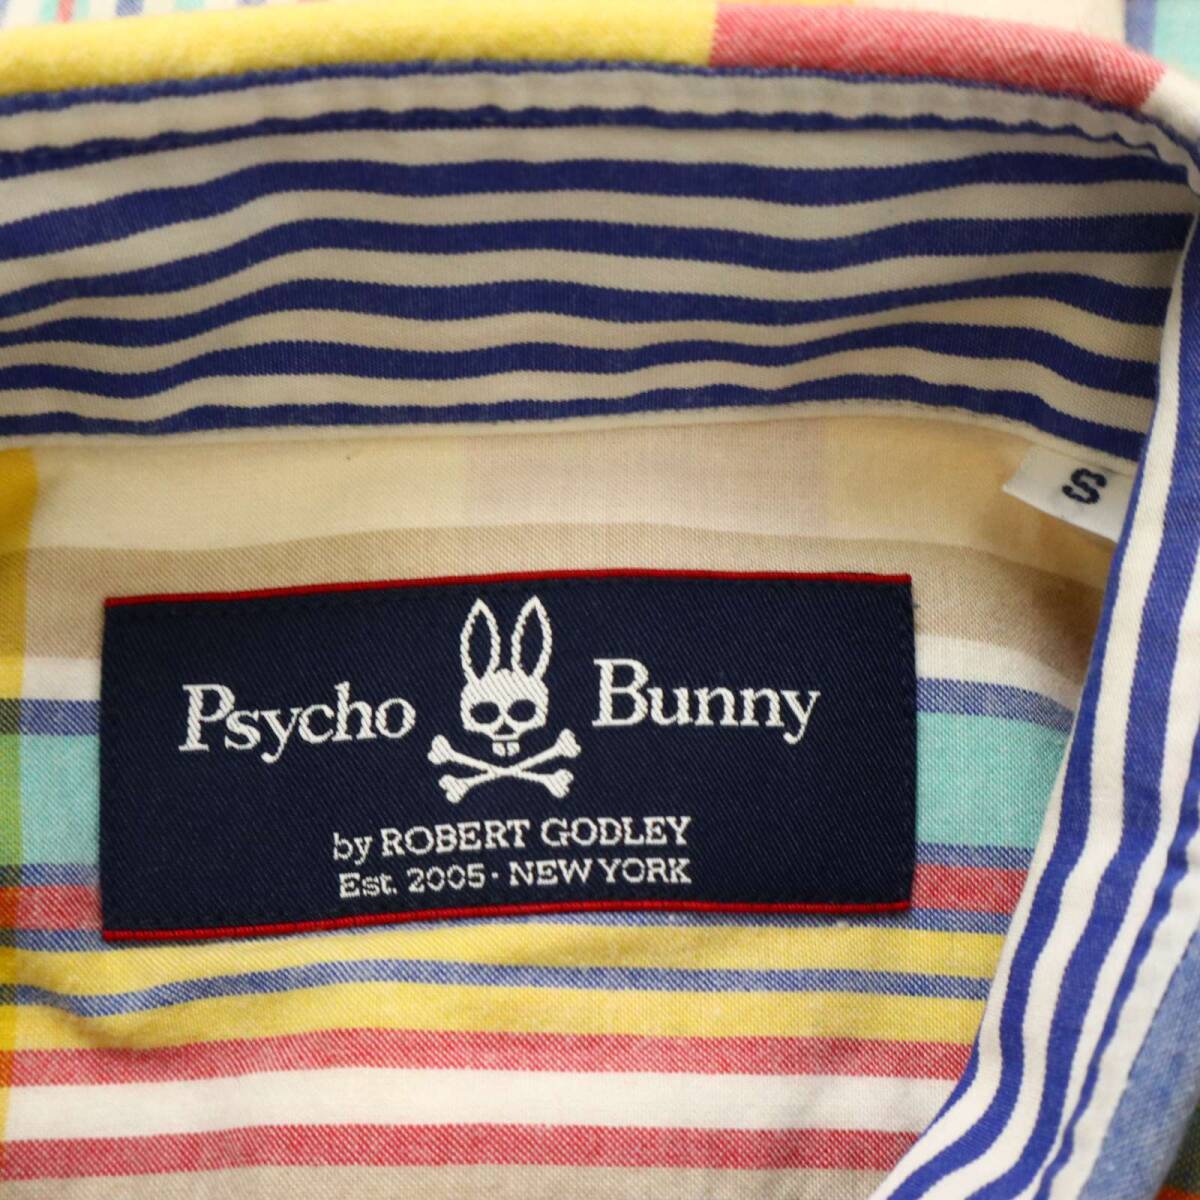 S
Psycho Bunny
by ROBERT GODLEY
Est. 2005 · NEW YORK